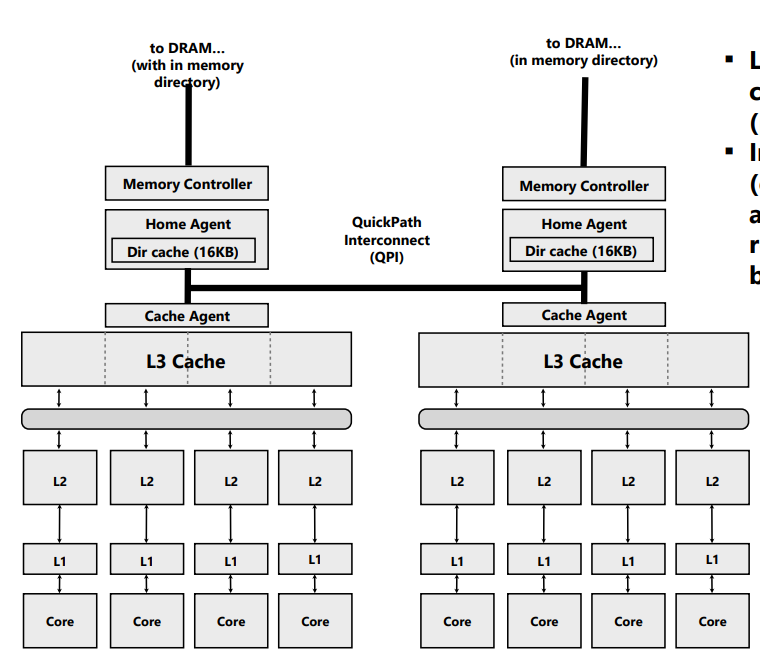 to DRAM...
(with in memory
directory)
to DRAM...
(in memory directory)
Memory Controller
Memory Controller
Home Agent
Dir cache (16KB)
QuickPath
Interconnect
(QPI)
Home Agent
Dir cache (16KB)
Cache Agent
Cache Agent
L3 Cache
L3 Cache
L2 L2 L2 L2
L2 L2 L2 L2
L1 L1 L1 L1
L1 L1 L1 L1
Core Core Core Core
Core Core Core Core